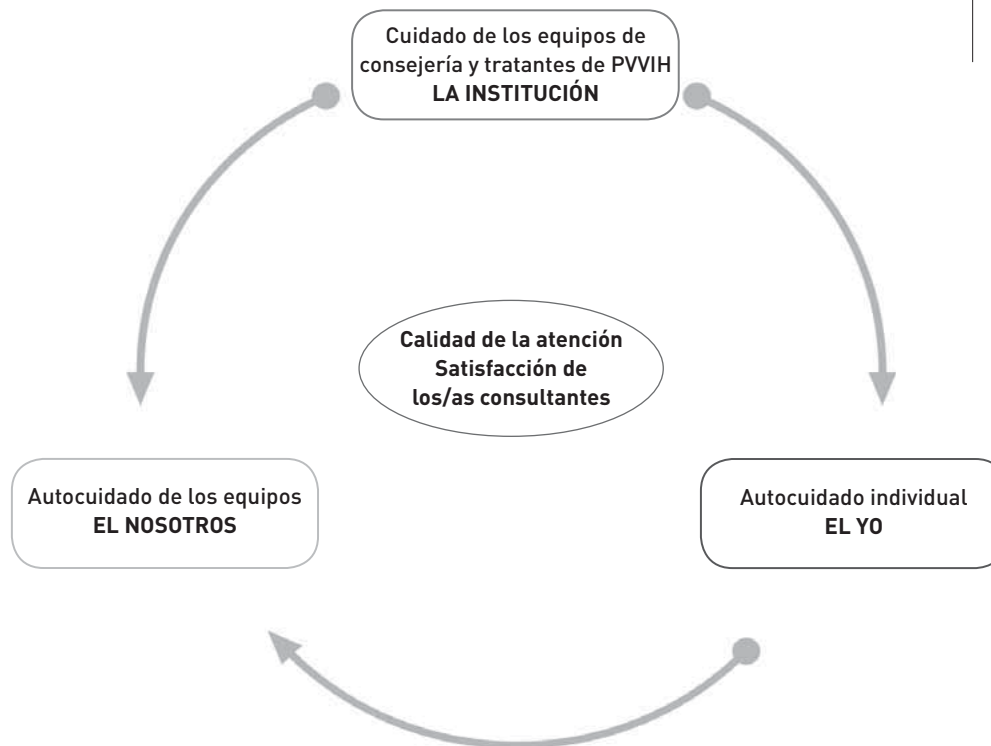 Cuidado de los equipos de
consejería y tratantes de PVVIH
LA INSTITUCIÓN
Calidad de la atención
Satisfacción de
los/as consultantes
Autocuidado de los equipos
EL NOSOTROS
Autocuidado individual
EL YO